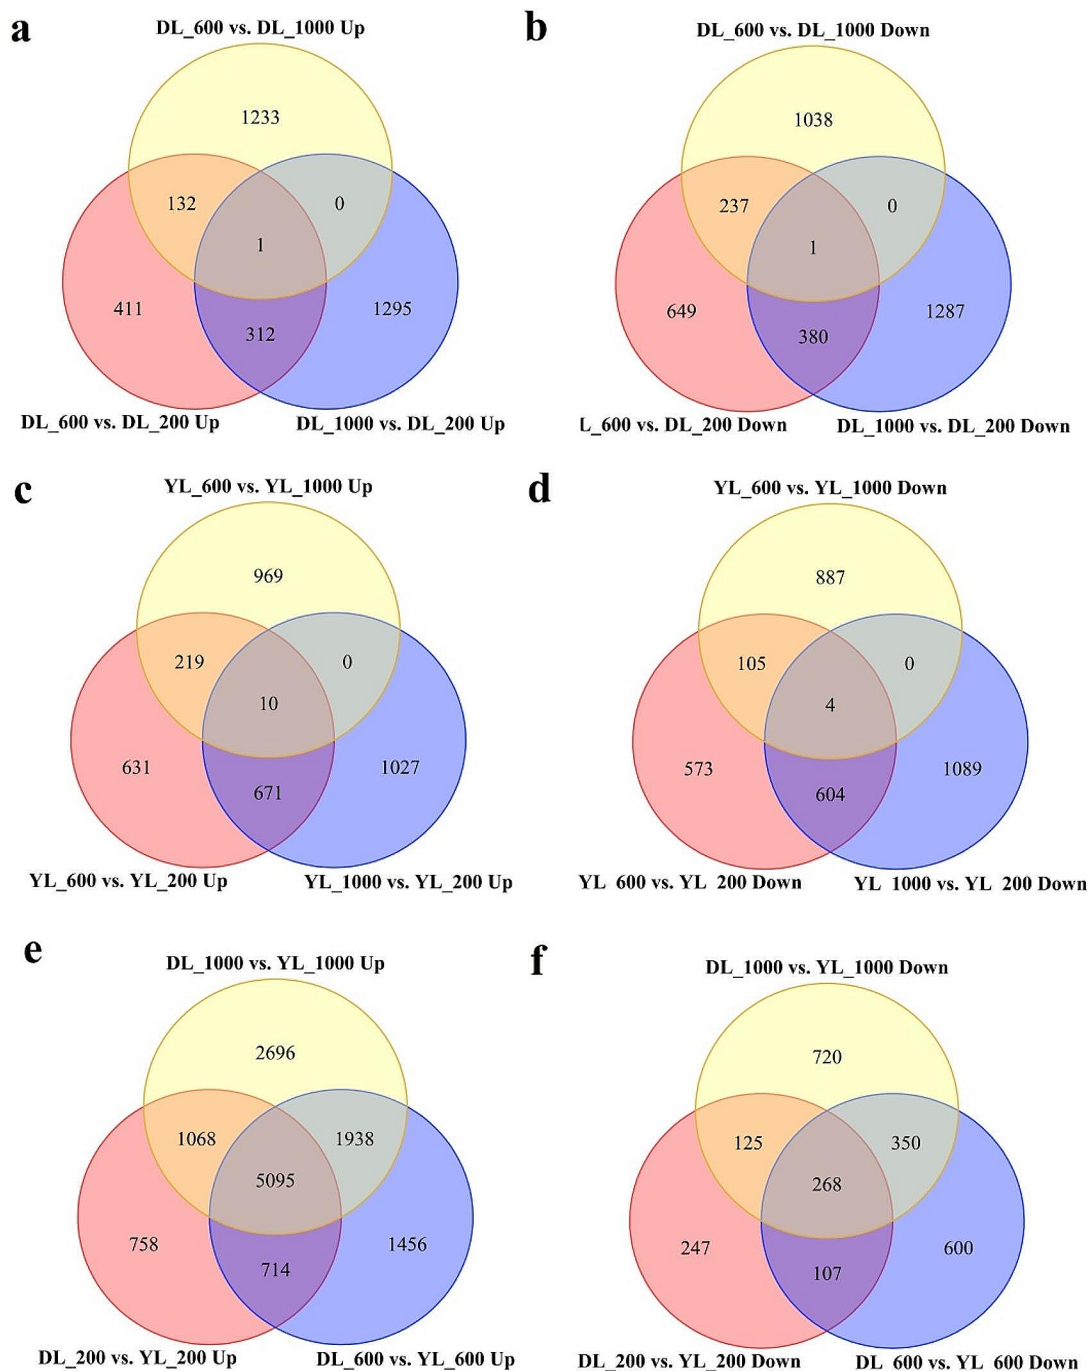 a
DL_600 vs. DL_1000 Up
1233
132
0
1
411
312
1295
DL_600 vs. DL_200 Up
DL_1000 vs. DL_200 Up
b
DL_600 vs. DL_1000 Down
1038
237
0
1
649
380
1287
L_600 vs. DL_200 Down
DL_1000 vs. DL_200 Down
c
YL_600 vs. YL_1000 Up
969
219
0
10
631
671
1027
YL_600 vs. YL_200 Up
YL_1000 vs. YL_200 Up
d
YL_600 vs. YL_1000 Down
887
105
0
4
573
604
1089
YL 600 vs. YL 200 Down
YL 1000 vs. YL 200 Down
e
DL_1000 vs. YL_1000 Up
2696
1068
1938
5095
758
714
1456
DL_200 vs. YL_200 Up
DL_600 vs. YL_600 Up
f
DL_1000 vs. YL_1000 Down
720
125
350
268
247
107
600
DL_200 vs. YL_200 Down
DL 600 vs. YL 600 Down